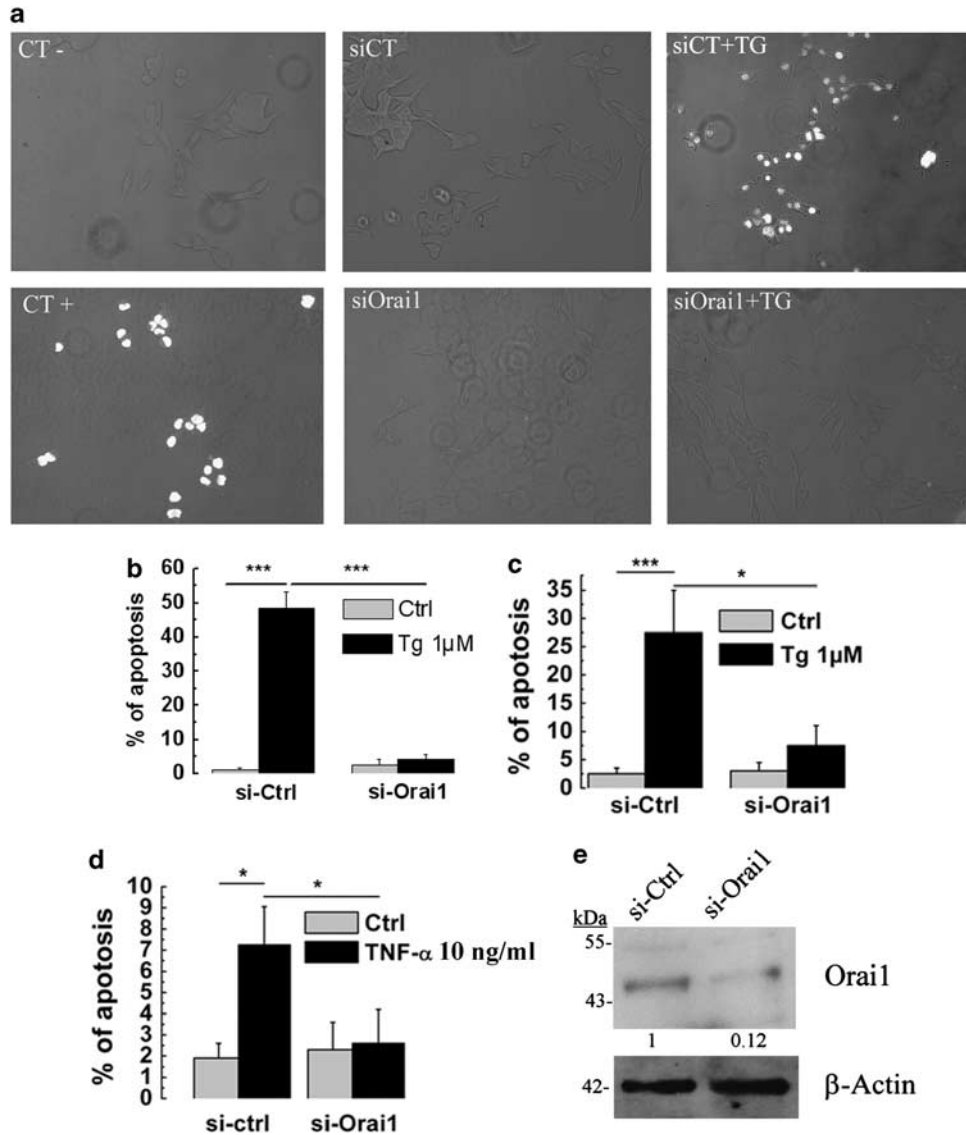 a
CT -
siCT
siCT+TG
CT +
siOrai1
siOrai1+TG
b
% of apoptosis
60
50
40
30
20
10
0
***
***
Ctrl
Tg 1µM
si-Ctrl
si-Orai1
c
% of apotosis
35
30
25
20
15
10
5
0
***
*
Ctrl
Tg 1µM
si-Ctrl
si-Orai1
d
% of apotosis
10
9
8
7
6
5
4
3
2
1
0
*
*
Ctrl
TNF-α 10 ng/ml
si-ctrl
si-Orai1
e
si-Ctrl
si-Orai1
kDa
55-
43-
Orai1
1
0.12
42-
β-Actin